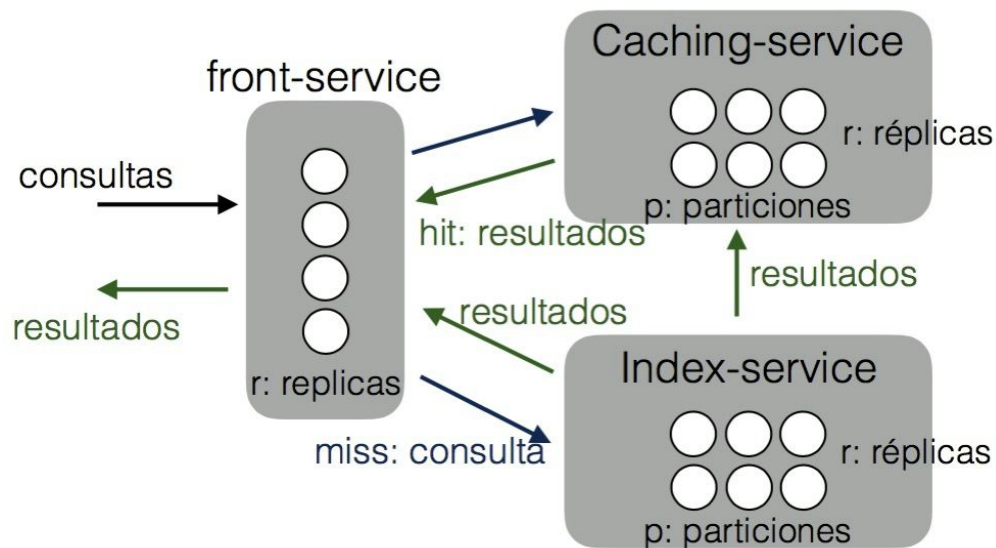 Caching-service
front-service
r: réplicas
consultas
p: particiones
hit: resultados
resultados
resultados
resultados
Index-service
r: replicas
miss: consulta
r: réplicas
p: particiones